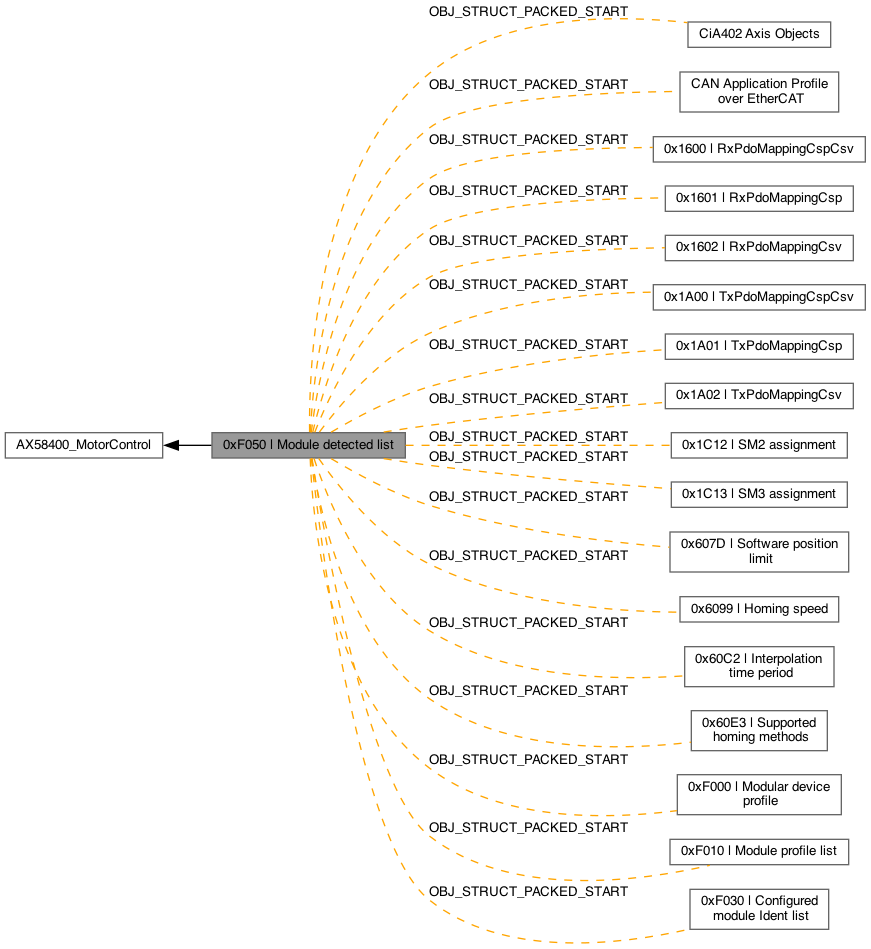 OBJ_STRUCT_PACKED_START
CiA402 Axis Objects
OBJ_STRUCT_PACKED_START
CAN Application Profile
over EtherCAT
OBJ_STRUCT_PACKED_START
0x1600 | RxPdoMappingCspCsv
OBJ_STRUCT_PACKED_START
0x1601 | RxPdoMappingCsp
OBJ_STRUCT_PACKED_START
0x1602 | RxPdoMappingCsv
OBJ_STRUCT_PACKED_START
0x1A00 | TxPdoMappingCspCsv
OBJ_STRUCT_PACKED_START
0x1A01 | TxPdoMappingCsp
OBJ_STRUCT_PACKED_START
0x1A02 | TxPdoMappingCsv
AX58400_MotorControl
0xF050 | Module detected list
OBJ_STRUCT_PACKED_START
0x1C12 | SM2 assignment
OBJ_STRUCT_PACKED_START
0x1C13 | SM3 assignment
OBJ_STRUCT_PACKED_START
0x607D | Software position
limit
OBJ_STRUCT_PACKED_START
0x6099 | Homing speed
OBJ_STRUCT_PACKED_START
0x60C2 | Interpolation
time period
OBJ_STRUCT_PACKED_START
0x60E3 | Supported
homing methods
OBJ_STRUCT_PACKED_START
0xF000 | Modular device
profile
OBJ_STRUCT_PACKED_START
0xF010 | Module profile list
OBJ_STRUCT_PACKED_START
0xF030 | Configured
module Ident list